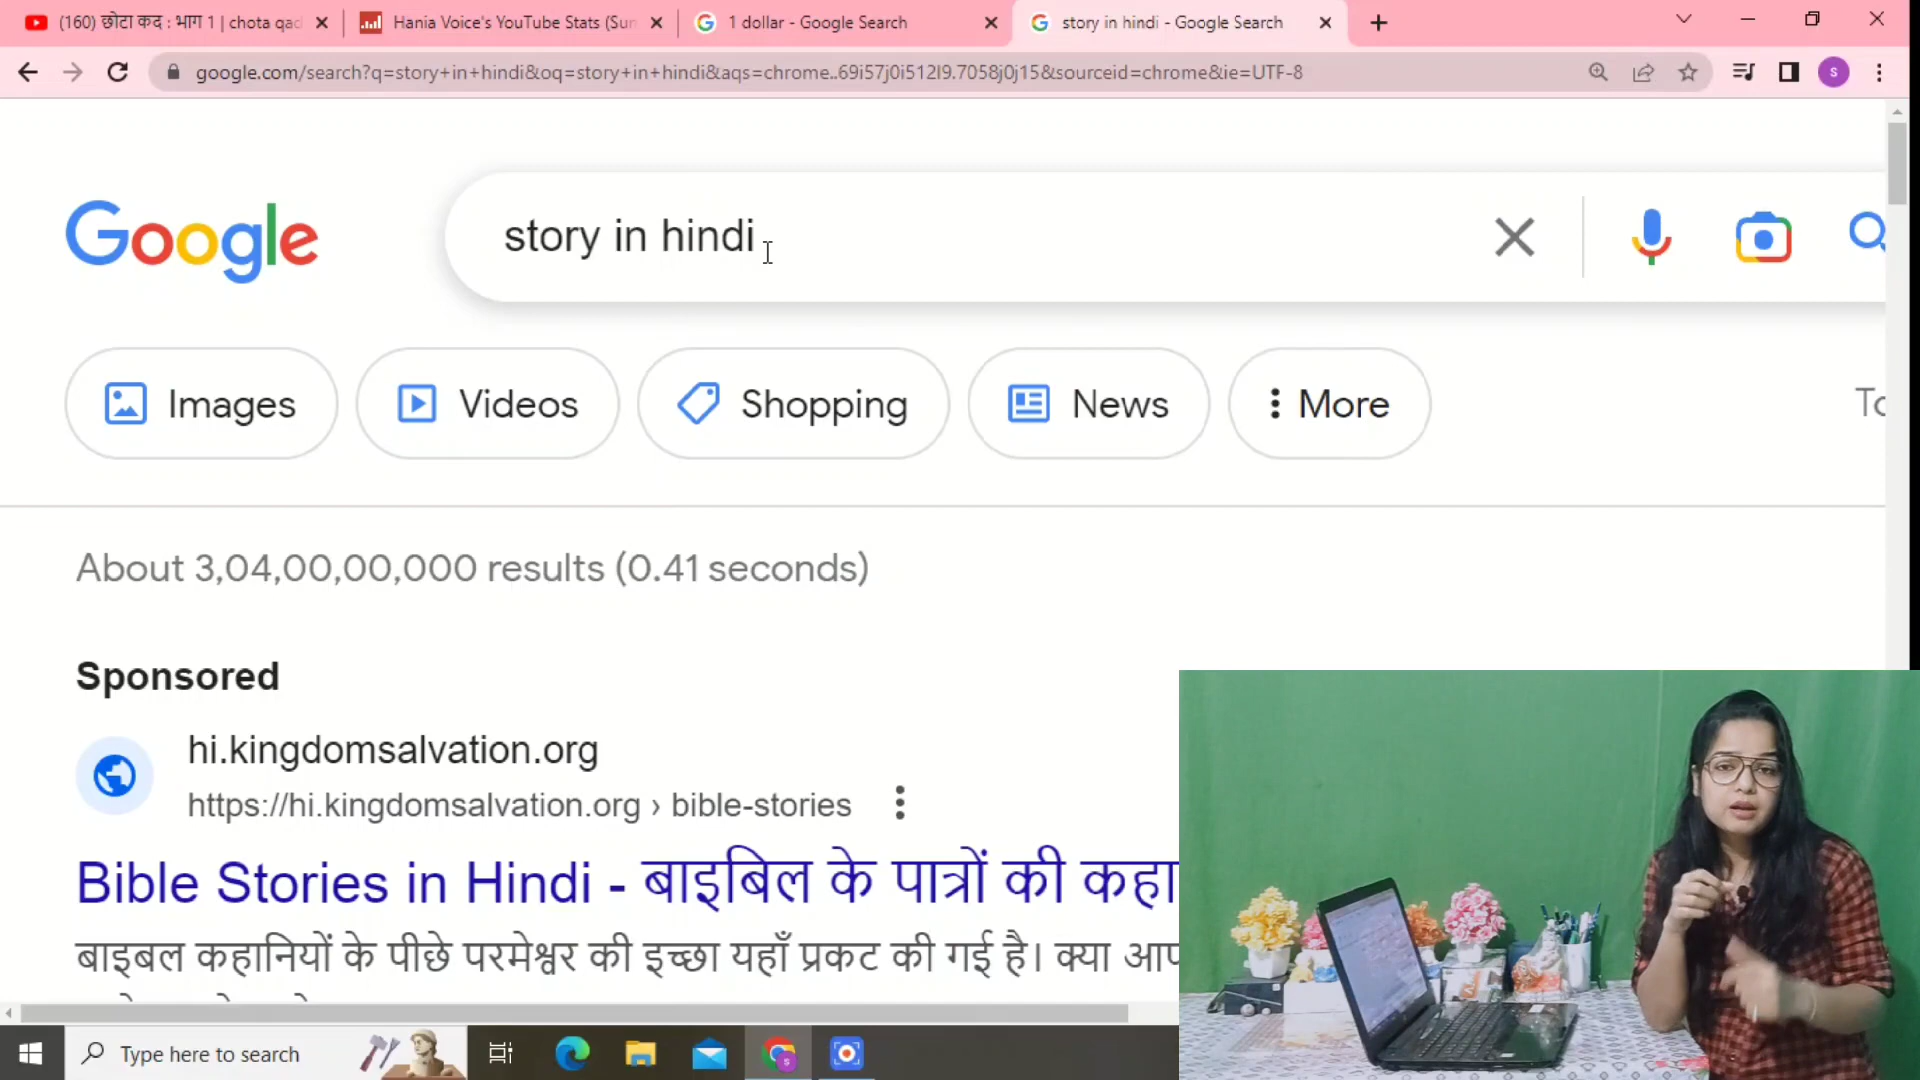 (160) छोटा कद : भाग 1 | chota qad
Hania Voice's YouTube Stats (Sum
1 dollar - Google Search
story in hindi - Google Search
google.com/search?q=story+in+hindi&oq=story+in+hindi&aqs=chrome..69i57j0i512l9.7058j0j15&sourceid=chrome&ie=UTF-8
S
Google
story in hindi
Images
Videos
Shopping
News
More
To
About 3,04,00,00,000 results (0.41 seconds)
Sponsored
hi.kingdomsalvation.org
https://hi.kingdomsalvation.org › bible-stories
Bible Stories in Hindi - बाइबिल के पात्रों की कहा
बाइबल कहानियों के पीछे परमेश्वर की इच्छा यहाँ प्रकट की गई है। क्या आप
Type here to search